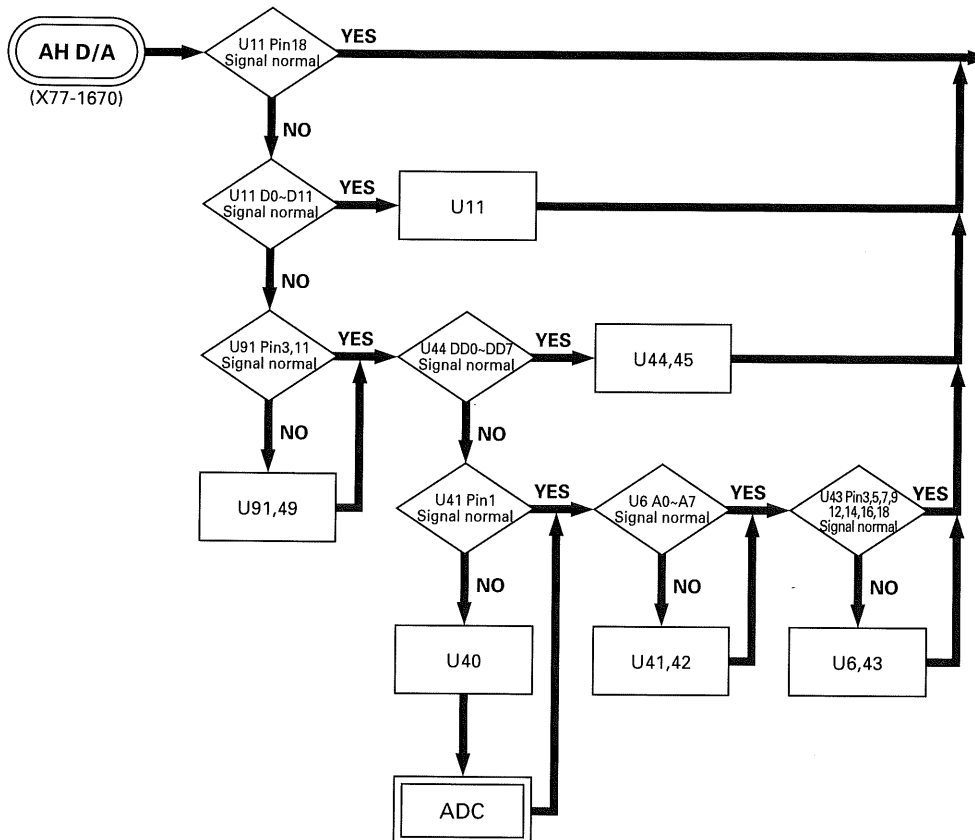 AH D/A
(X77-1670)
U11 Pin18
Signal normal
YES
NO
U11 D0~D11
Signal normal
YES
U11
NO
U91 Pin3,11
Signal normal
YES
U44 DD0~DD7
Signal normal
YES
U44,45
NO
NO
U91,49
U41 Pin1
Signal normal
YES
U6 A0~A7
Signal normal
YES
U43 Pin3,5,7,9
12,14,16,18
Signal normal
YES
NO
NO
NO
U40
U41,42
U6,43
ADC